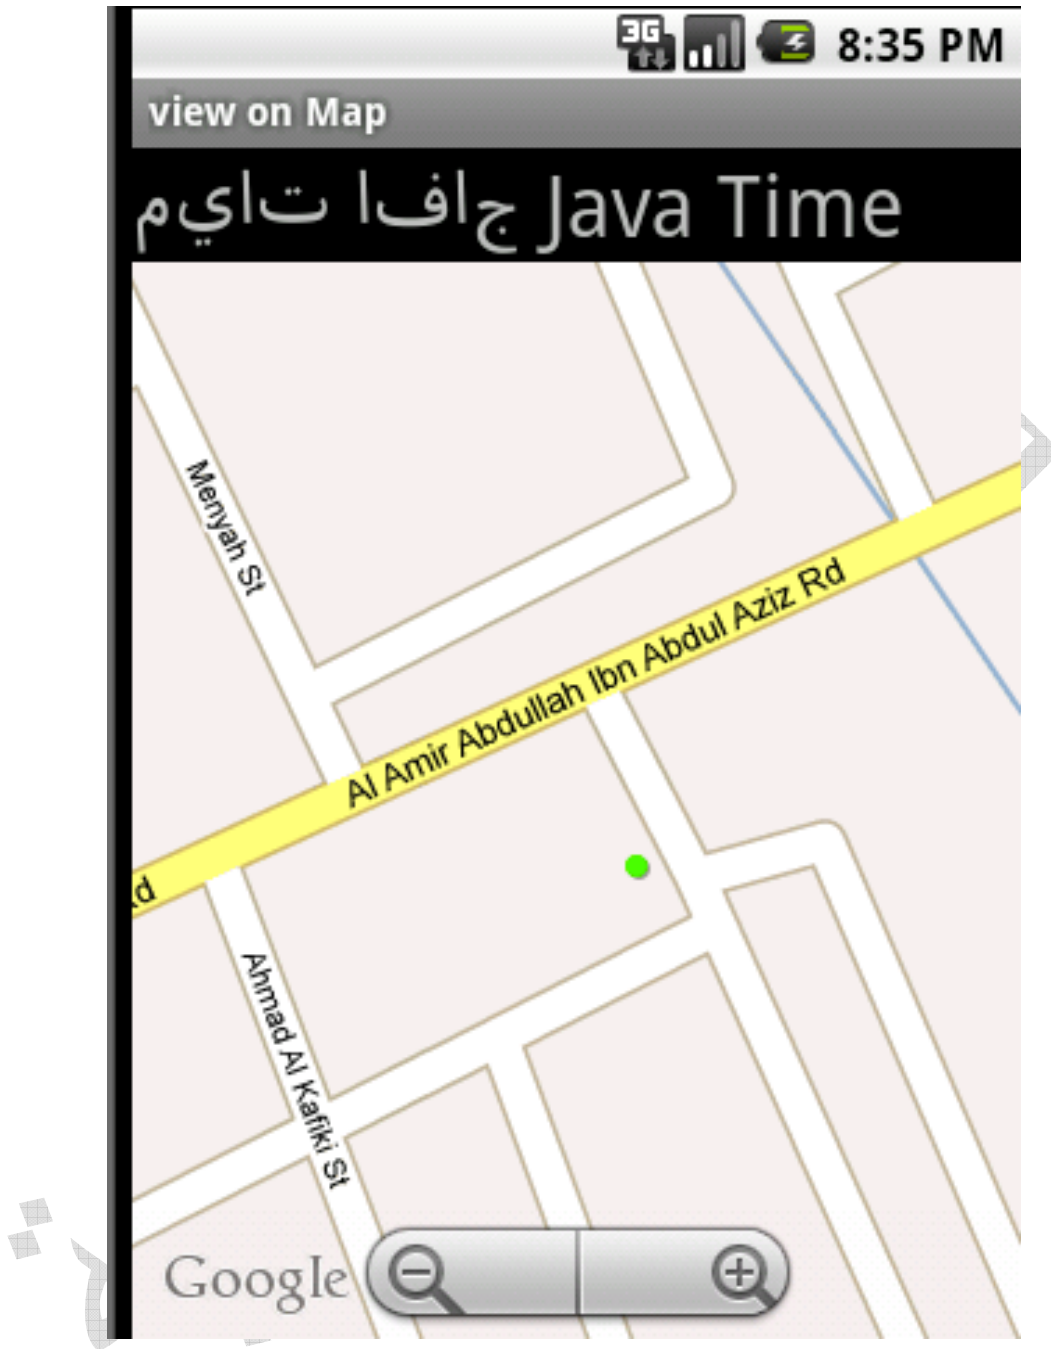 8:35 PM
3G
view on Map
جافا تايم Java Time
Menyah St
Al Amir Abdullah Ibn Abdul Aziz Rd
Ahmad Al Kafiki St
Google